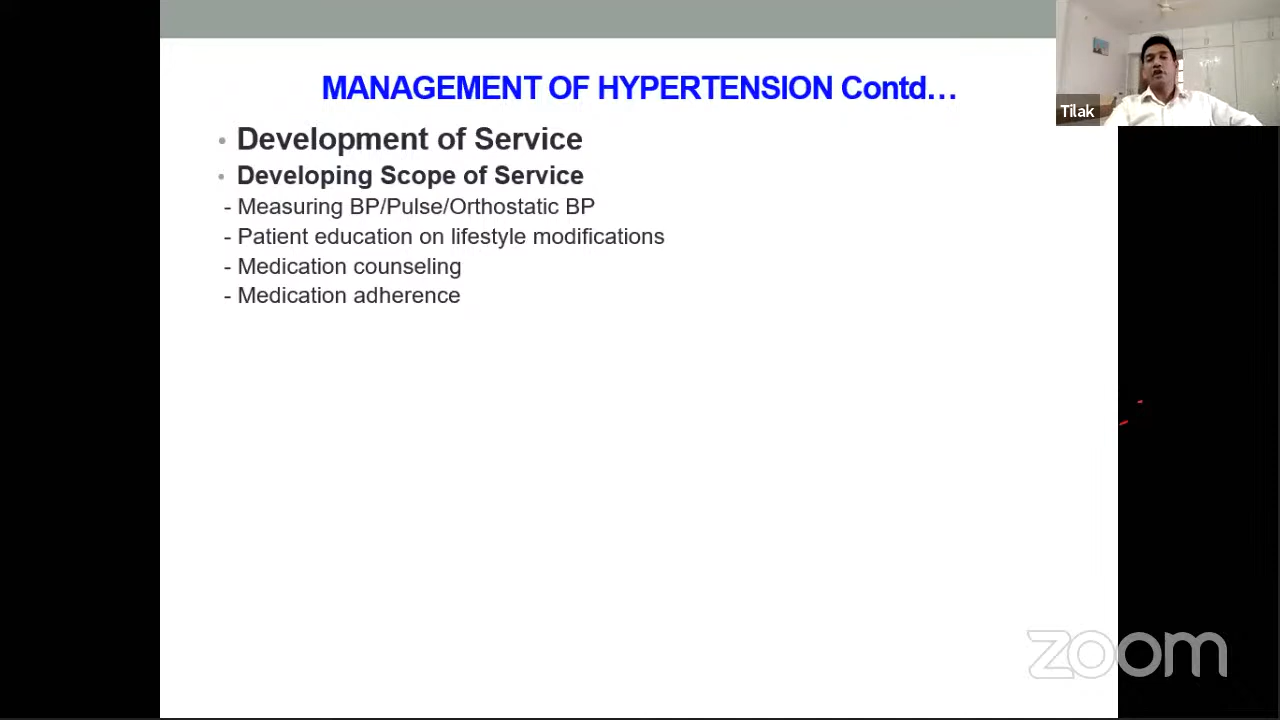 MANAGEMENT OF HYPERTENSION Contd…
Tilak
• Development of Service
• Developing Scope of Service
- Measuring BP/Pulse/Orthostatic BP
- Patient education on lifestyle modifications
- Medication counseling
- Medication adherence
zoom